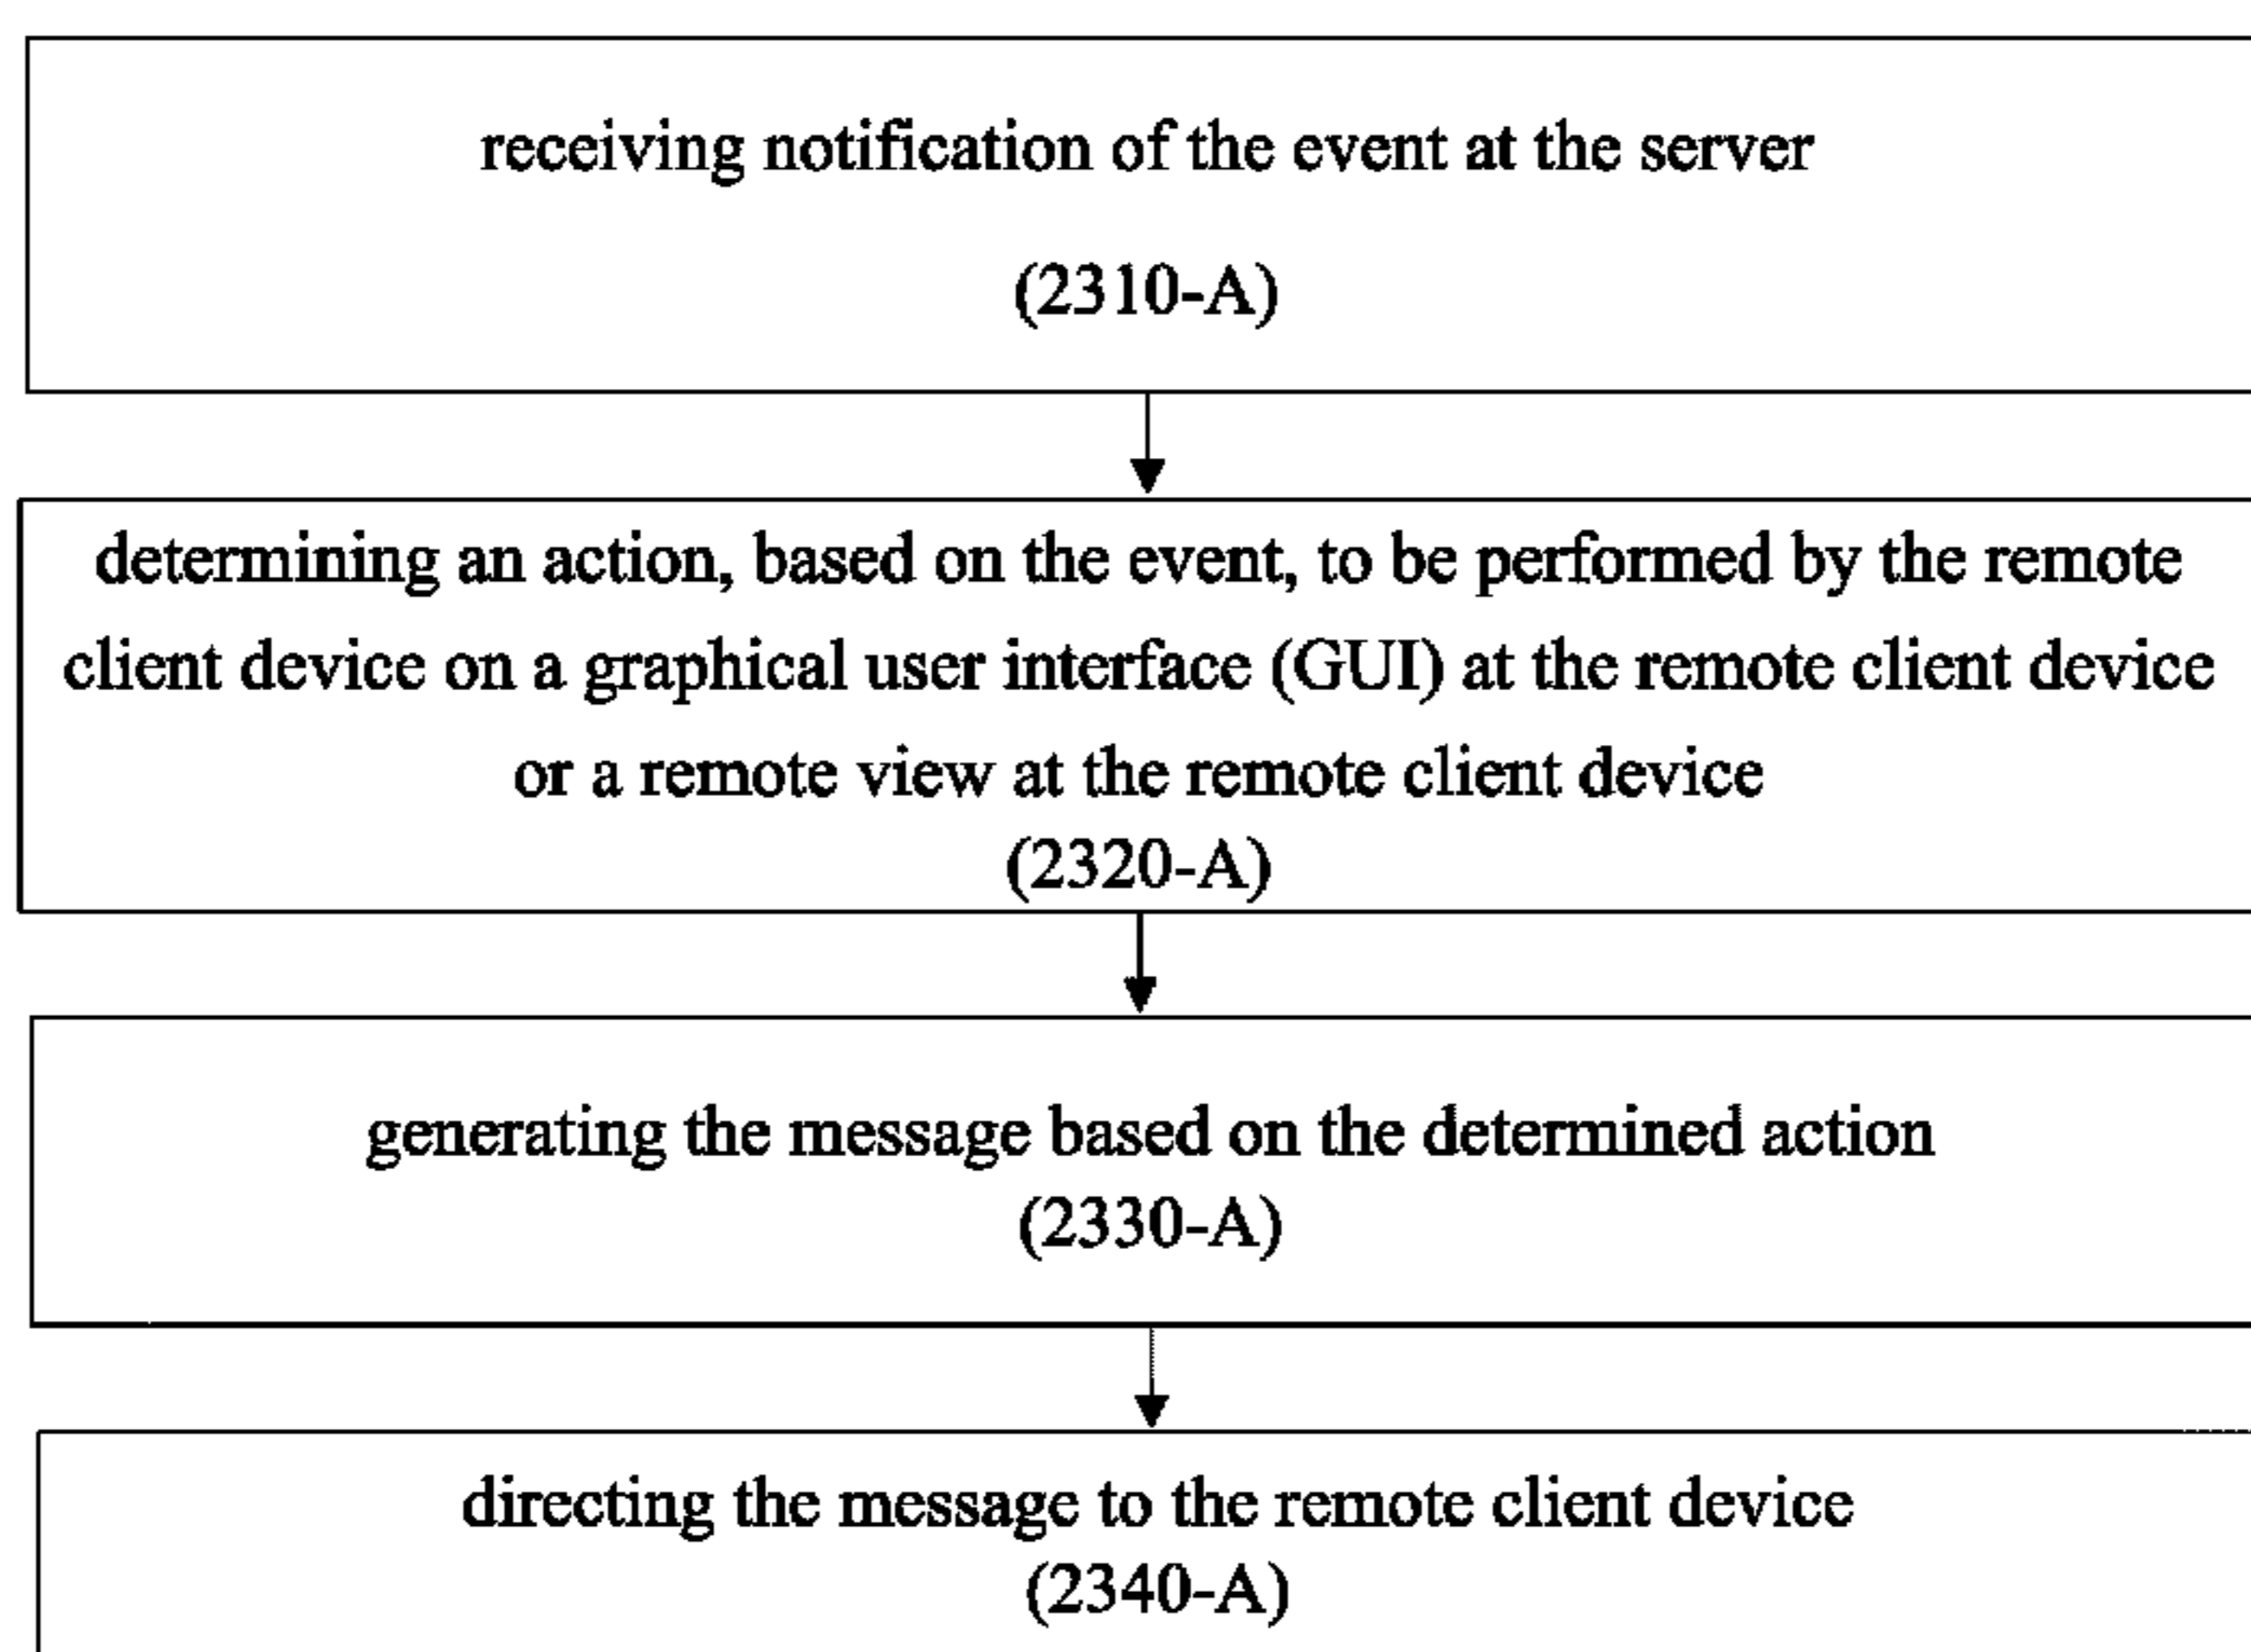 receiving notification of the event at the server
(2310-A)
determining an action, based on the event, to be performed by the remote
client device on a graphical user interface (GUI) at the remote client device
or a remote view at the remote client device
(2320-A)
generating the message based on the determined action
(2330-A)
directing the message to the remote client device
(2340-A)